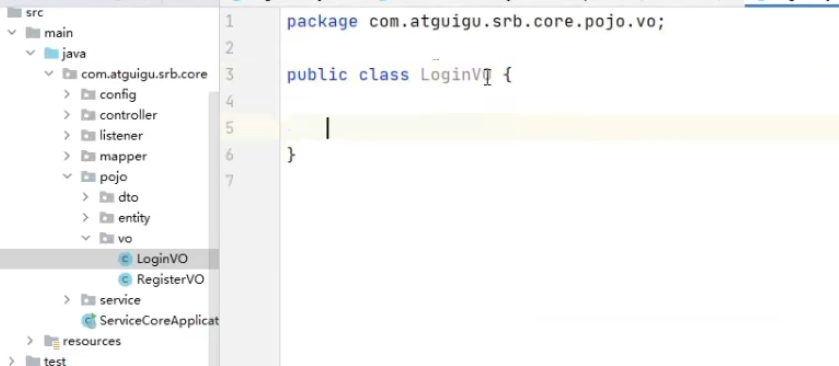 src
main
java
com.atguigu.srb.core
config
controller
listener
mapper
pojo
dto
entity
vo
LoginVO
RegisterVO
service
ServiceCoreApplicat
resources
test
1 package com.atguigu.srb.core.pojo.vo;
2
3 public class LoginVO {
4
5
6 }
7